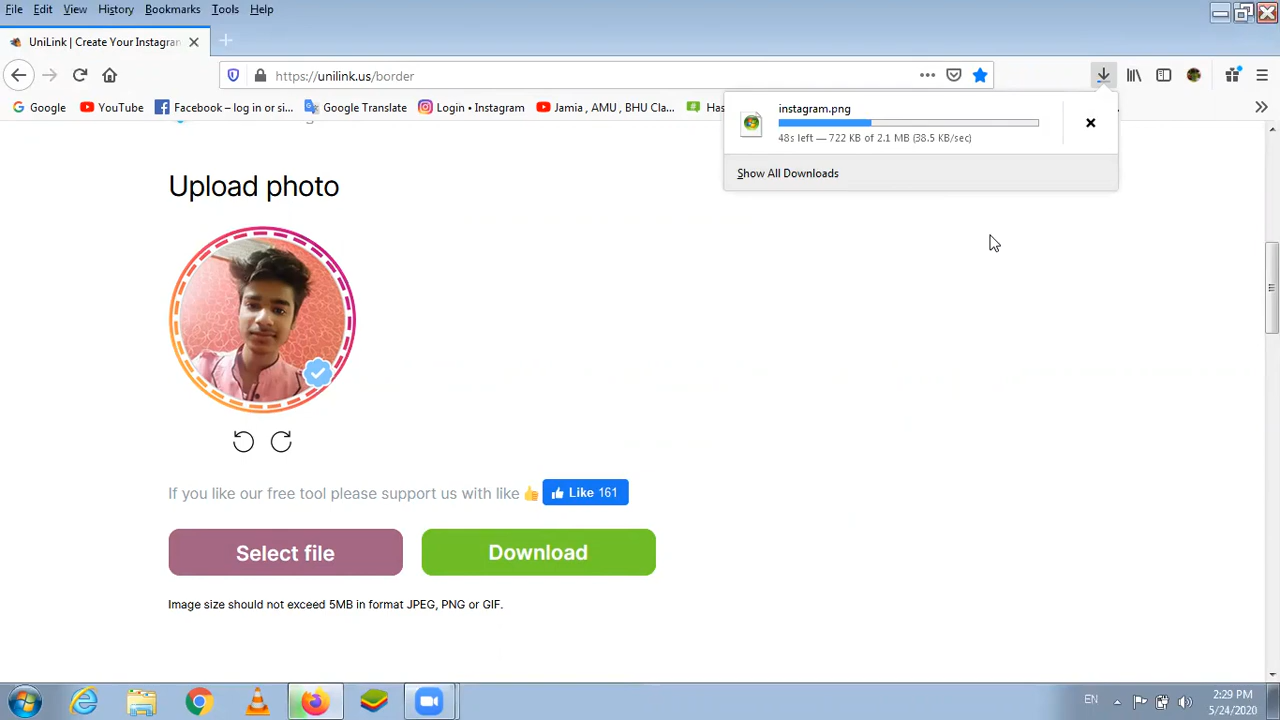 File Edit View History Bookmarks Tools Help
UniLink | Create Your Instagran
https://unilink.us/border
Google YouTube Facebook – log in or si... Google Translate Login • Instagram Jamia , AMU , BHU Cla... Has
instagram.png
48s left — 722 KB of 2.1 MB (38.5 KB/sec)
Show All Downloads
Upload photo
If you like our free tool please support us with like 👍 Like 161
Select file Download
Image size should not exceed 5MB in format JPEG, PNG or GIF.
EN
2:29 PM
5/24/2020